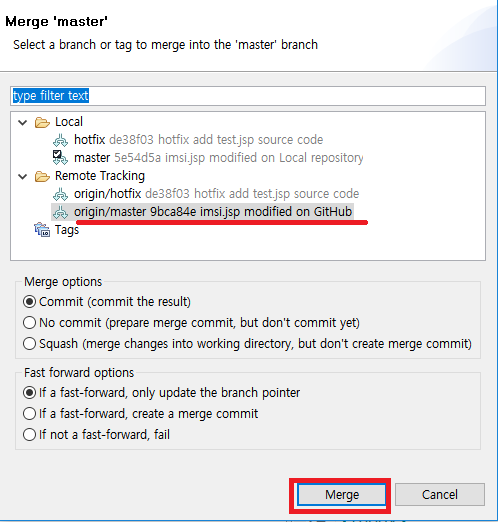 Merge 'master'
Select a branch or tag to merge into the 'master' branch
type filter text
Local
hotfix de38f03 hotfix add test.jsp source code
master 5e54d5a imsi.jsp modified on Local repository
Remote Tracking
origin/hotfix de38f03 hotfix add test.jsp source code
origin/master 9bca84e imsi.jsp modified on GitHub
Tags
Merge options
Commit (commit the result)
No commit (prepare merge commit, but don't commit yet)
Squash (merge changes into working directory, but don't create merge commit)
Fast forward options
If a fast-forward, only update the branch pointer
If a fast-forward, create a merge commit
If not a fast-forward, fail
Merge Cancel